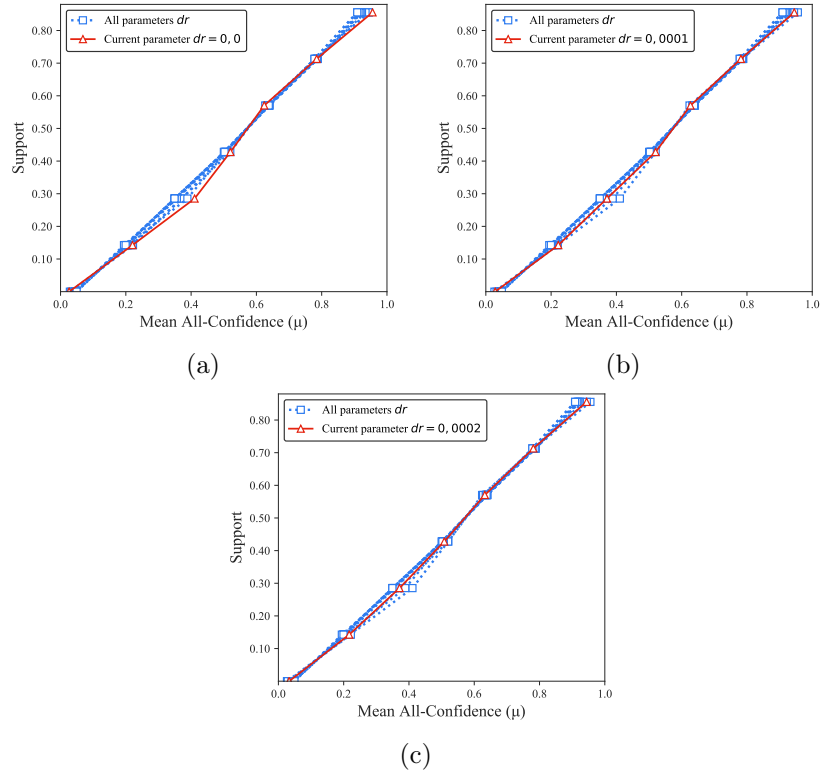 All parameters dr
Current parameter dr = 0, 0
0.80
0.70
0.60
0.50
0.40
0.30
0.20
0.10
Support
0.0
0.2
0.4
0.6
0.8
1.0
Mean All-Confidence (μ)
(a)
All parameters dr
Current parameter dr = 0, 0001
0.80
0.70
0.60
0.50
0.40
0.30
0.20
0.10
Support
0.0
0.2
0.4
0.6
0.8
1.0
Mean All-Confidence (μ)
(b)
All parameters dr
Current parameter dr = 0, 0002
0.80
0.70
0.60
0.50
0.40
0.30
0.20
0.10
Support
0.0
0.2
0.4
0.6
0.8
1.0
Mean All-Confidence (μ)
(c)